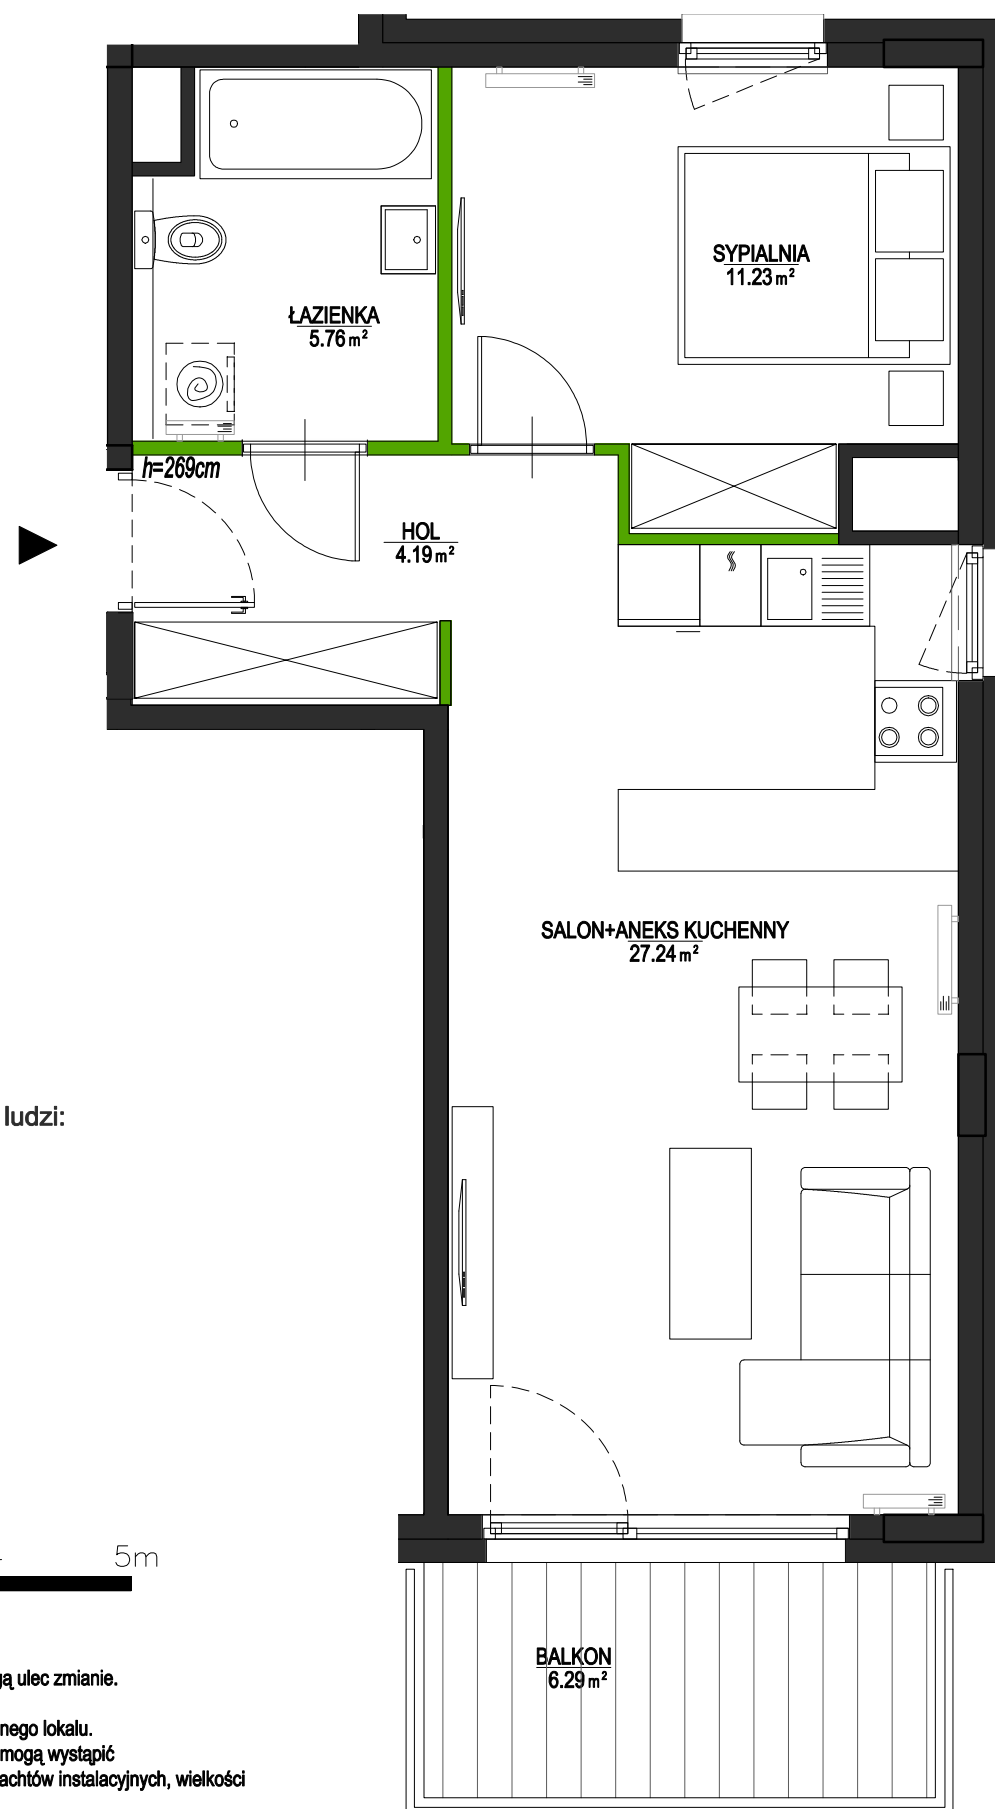 SYPIALNIA
11.23 m²
ŁAZIENKA
5.76 m²
h=269cm
HOL
4.19 m²
SALON+ANEKS KUCHENNY
27.24 m²
ludzi:
5m
BALKON
6.29 m²
ulec zmianie.
nego lokalu.
mogą wystąpić
achtów instalacyjnych, wielkości